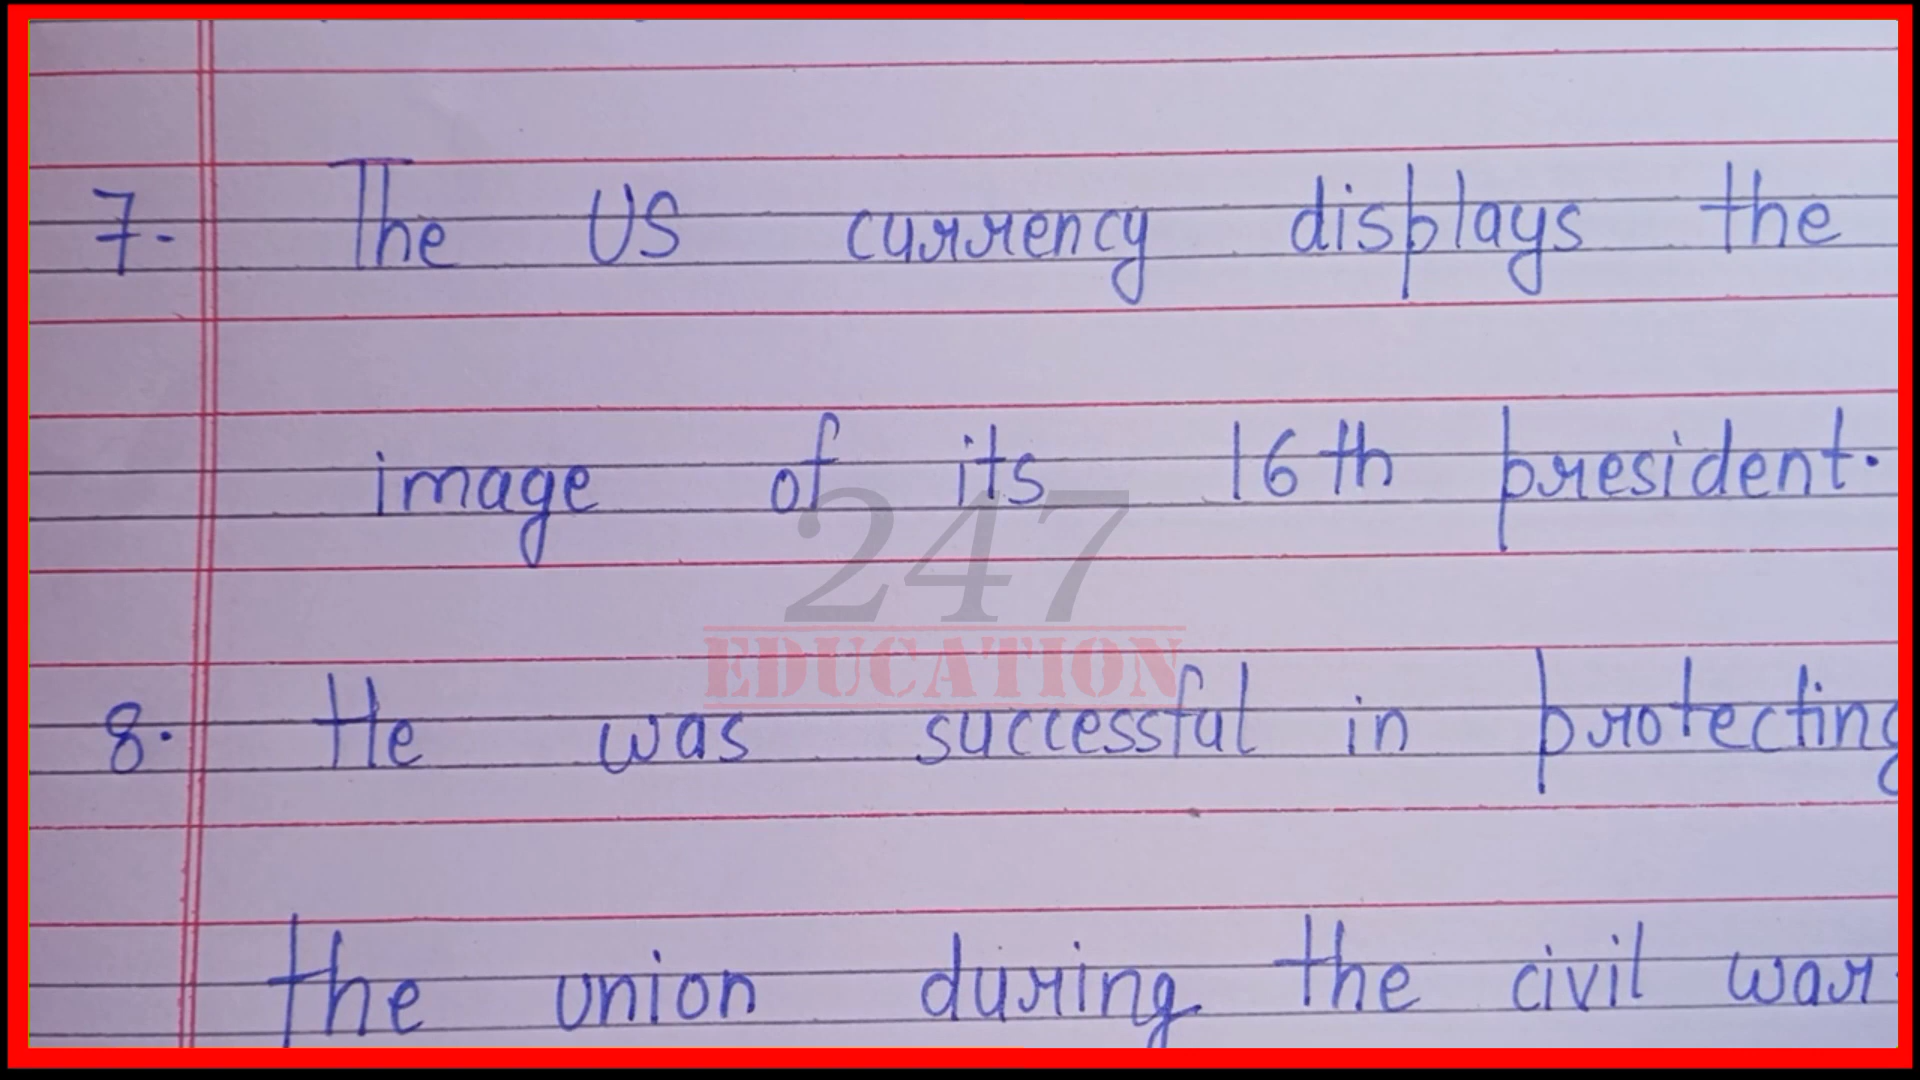 7. The US currency displays the
image of its 16th president.
247
EDUCATION
8. He was successful in protecting
the union during the civil war.